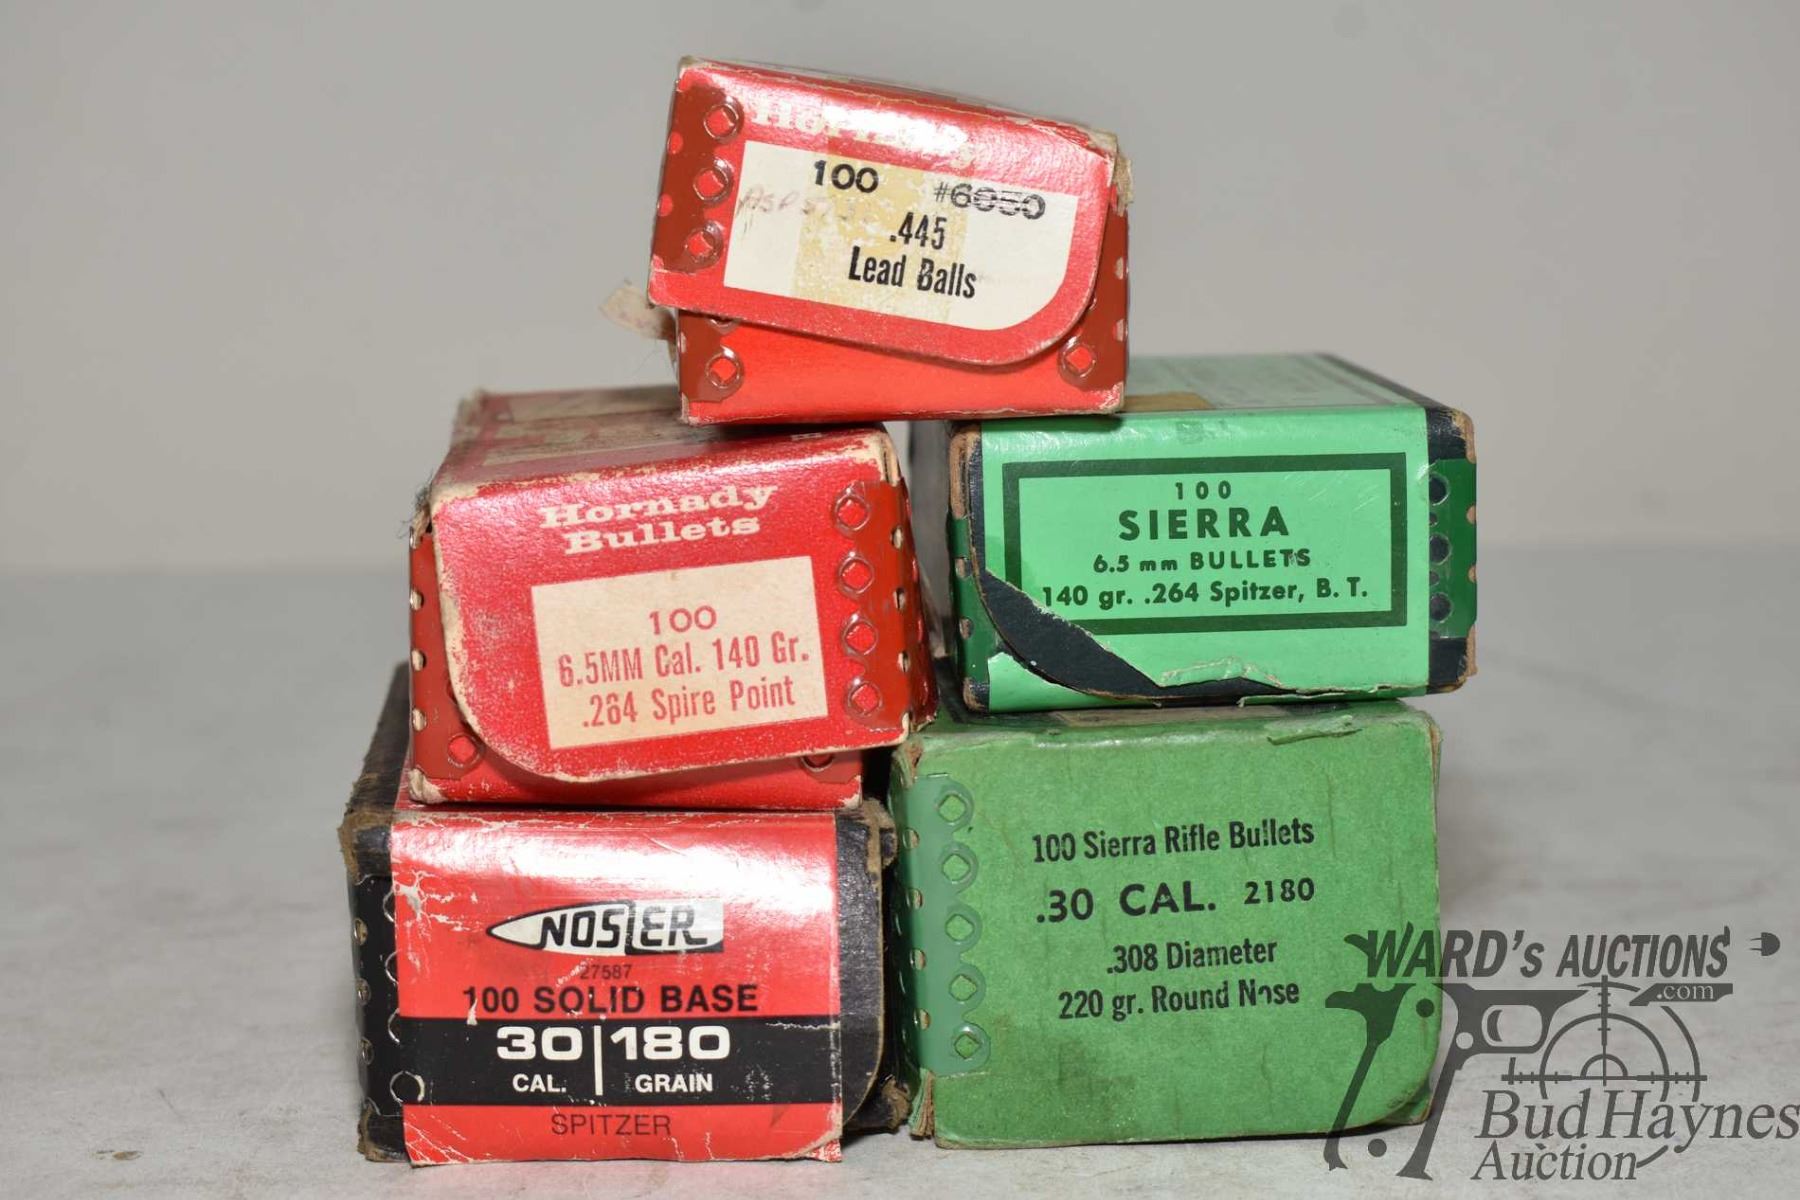 Hornady
100 #6050
.445
Lead Balls
Hornady
Bullets
100
6.5MM Cal. 140 Gr.
.264 Spire Point
100
SIERRA
6.5 mm BULLETS
140 gr. .264 Spitzer, B. T.
NOSLER
27587
100 SOLID BASE
30 180
CAL. GRAIN
SPITZER
100 Sierra Rifle Bullets
.30 CAL. 2180
.308 Diameter
220 gr. Round Nose
WARD's AUCTIONS
.com
Bud Haynes
Auction